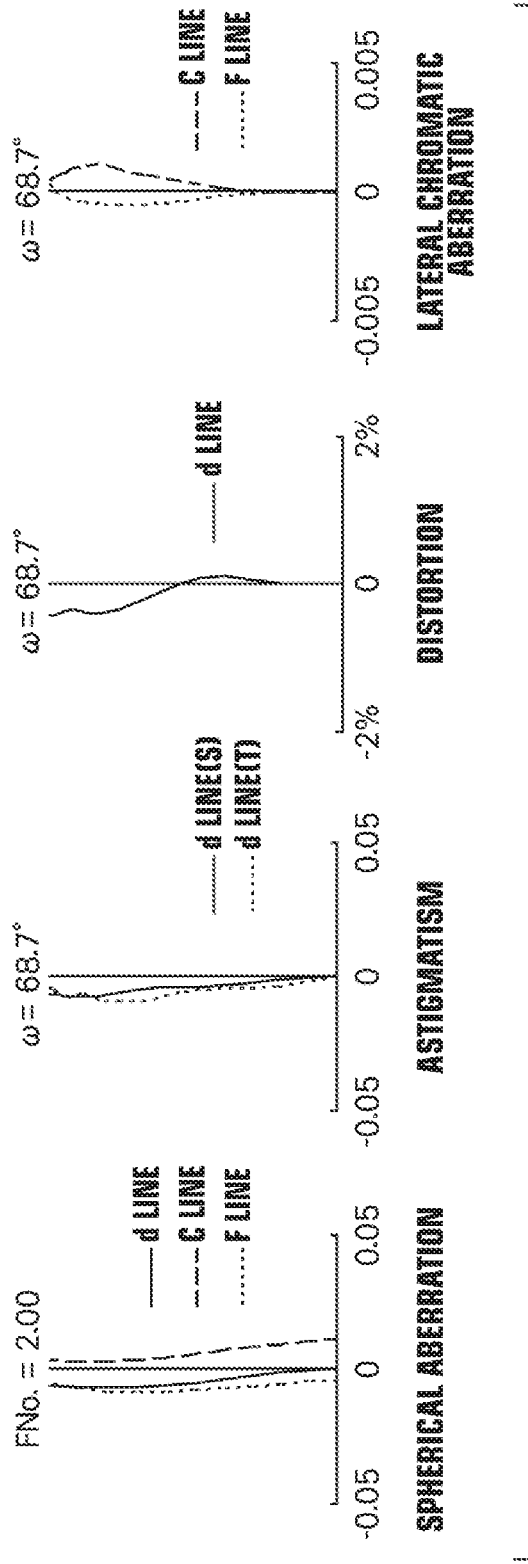 FNo. = 2.00
d LINE
C LINE
F LINE
-0.05
0
0.05
SPHERICAL ABERRATION
ω= 68.7°
d LINE(S)
d LINE(T)
-0.05
0
0.05
ASTIGMATISM
ω= 68.7°
d LINE
-2%
0
2%
DISTORTION
ω= 68.7°
C LINE
F LINE
-0.005
0
0.005
LATERAL CHROMATIC
ABERRATION